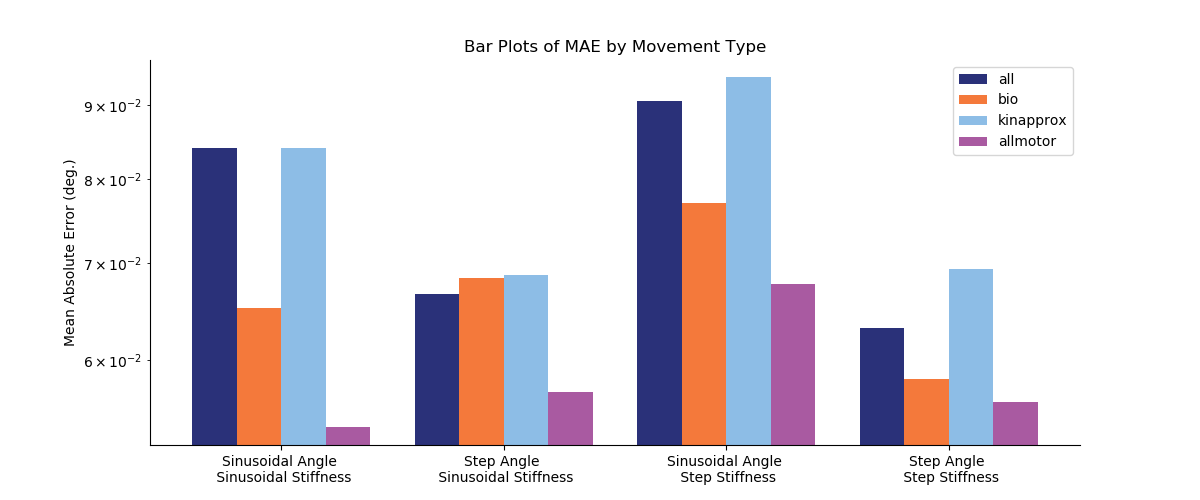 Bar Plots of MAE by Movement Type
all
bio
kinapprox
allmotor
Mean Absolute Error (deg.)
9 × 10⁻²
8 × 10⁻²
7 × 10⁻²
6 × 10⁻²
Sinusoidal Angle
Sinusoidal Stiffness
Step Angle
Sinusoidal Stiffness
Sinusoidal Angle
Step Stiffness
Step Angle
Step Stiffness